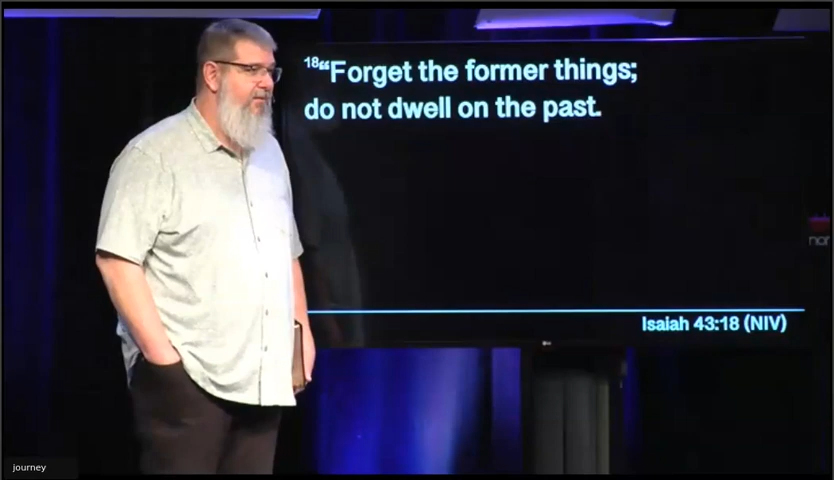 18“Forget the former things;
do not dwell on the past.
Isaiah 43:18 (NIV)
journey